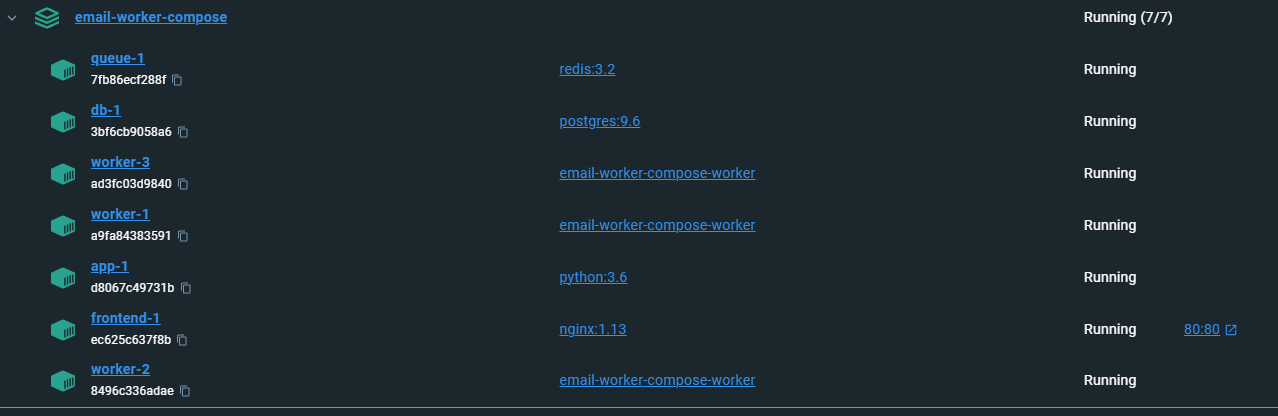 email-worker-compose Running (7/7)
queue-1
7fb86ecf288f
redis:3.2 Running
db-1
3bf6cb9058a6
postgres:9.6 Running
worker-3
ad3fc03d9840
email-worker-compose-worker Running
worker-1
a9fa84383591
email-worker-compose-worker Running
app-1
d8067c49731b
python:3.6 Running
frontend-1
ec625c637f8b
nginx:1.13 Running 80:80
worker-2
8496c336adae
email-worker-compose-worker Running